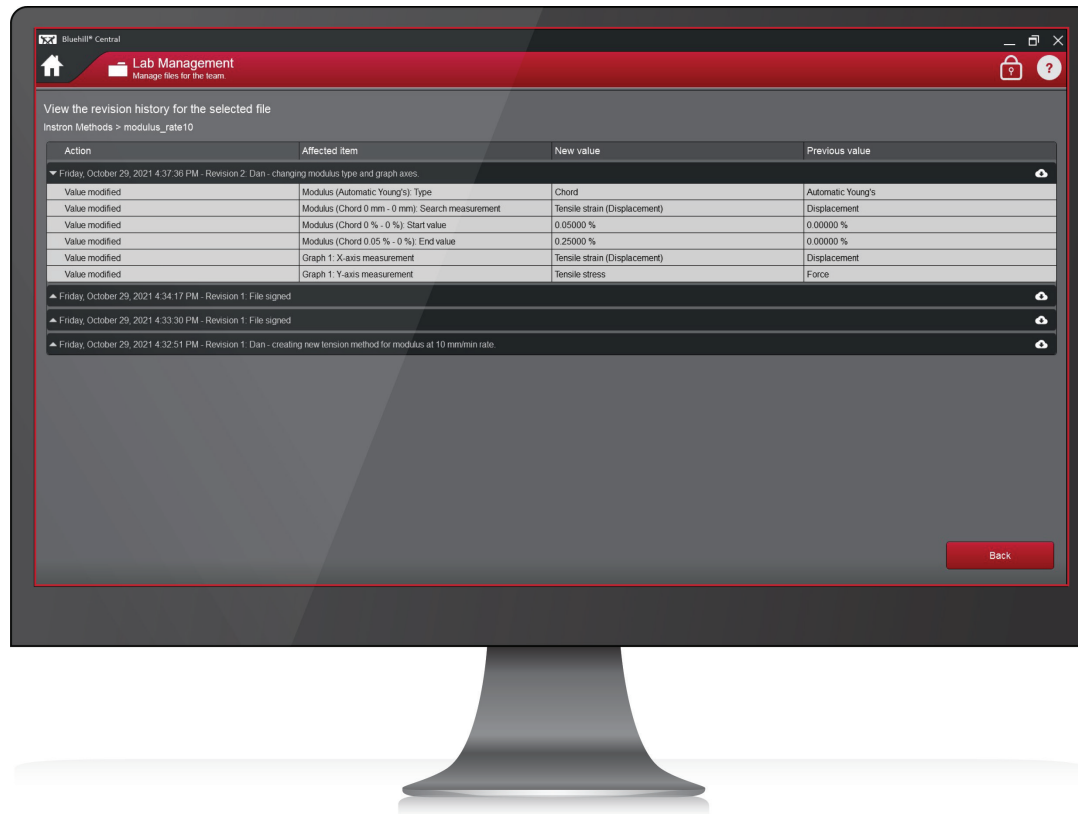 Bluehill® Central
Lab Management
Manage files for the team.
?
View the revision history for the selected file
Instron Methods > modulus_rate10
Action Affected item New value Previous value
Friday, October 29, 2021 4:37:36 PM - Revision 2: Dan - changing modulus type and graph axes.
Value modified Modulus (Automatic Young's): Type Chord Automatic Young's
Value modified Modulus (Chord 0 mm - 0 mm): Search measurement Tensile strain (Displacement) Displacement
Value modified Modulus (Chord 0 % - 0 %): Start value 0.05000 % 0.00000 %
Value modified Modulus (Chord 0.05 % - 0 %): End value 0.25000 % 0.00000 %
Value modified Graph 1: X-axis measurement Tensile strain (Displacement) Displacement
Value modified Graph 1: Y-axis measurement Tensile stress Force
Friday, October 29, 2021 4:34:17 PM - Revision 1: File signed
Friday, October 29, 2021 4:33:30 PM - Revision 1: File signed
Friday, October 29, 2021 4:32:51 PM - Revision 1: Dan - creating new tension method for modulus at 10 mm/min rate.
Back